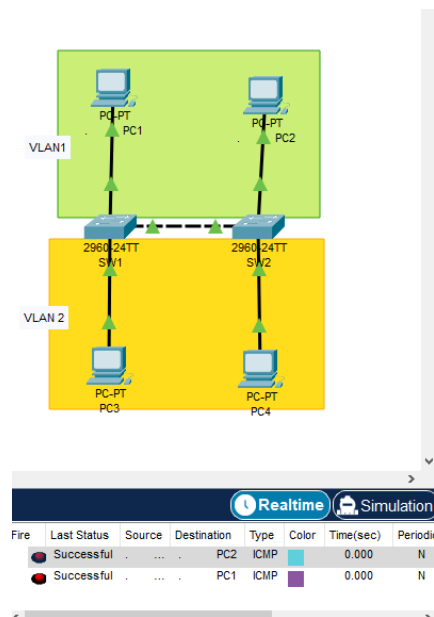 PC-PT
PC1
PC-PT
PC2
VLAN1
2960-24TT
SW1
2960-24TT
SW2
VLAN 2
PC-PT
PC3
PC-PT
PC4
Realtime Simulation
Fire Last Status Source Destination Type Color Time(sec) Periodic
Successful . ... . PC2 ICMP 0.000 N
Successful . ... . PC1 ICMP 0.000 N